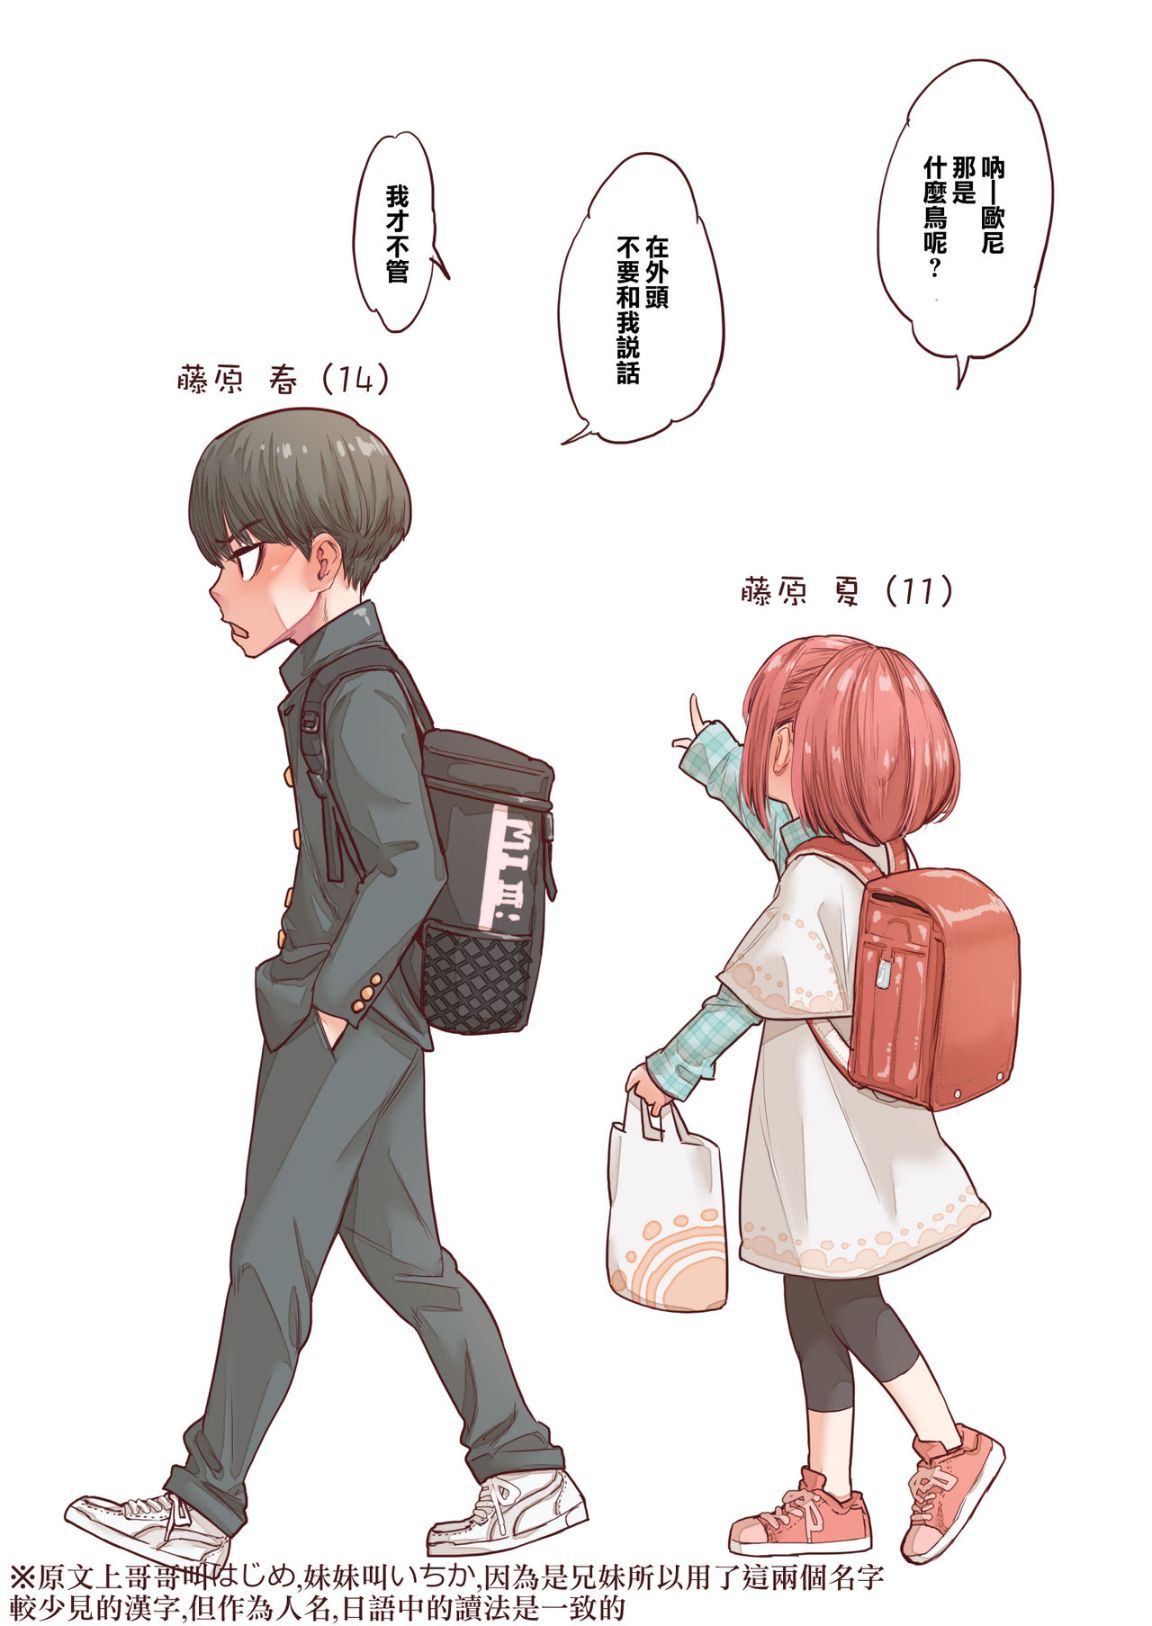 吶—歐尼
那是
什麼鳥呢?
在外頭
不要和我說話
我才不管
藤原 春 (14)
藤原 夏 (11)
※原文上哥哥叫はじめ,妹妹叫いちか,因為是兄妹所以用了這兩個名字
較少見的漢字,但作為人名,日語中的讀法是一致的